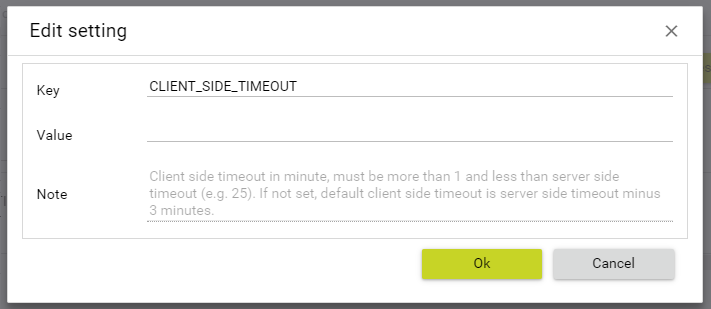 Edit setting
Key
CLIENT_SIDE_TIMEOUT
Value
Note
Client side timeout in minute, must be more than 1 and less than server side
timeout (e.g. 25). If not set, default client side timeout is server side timeout minus
3 minutes.
Ok
Cancel